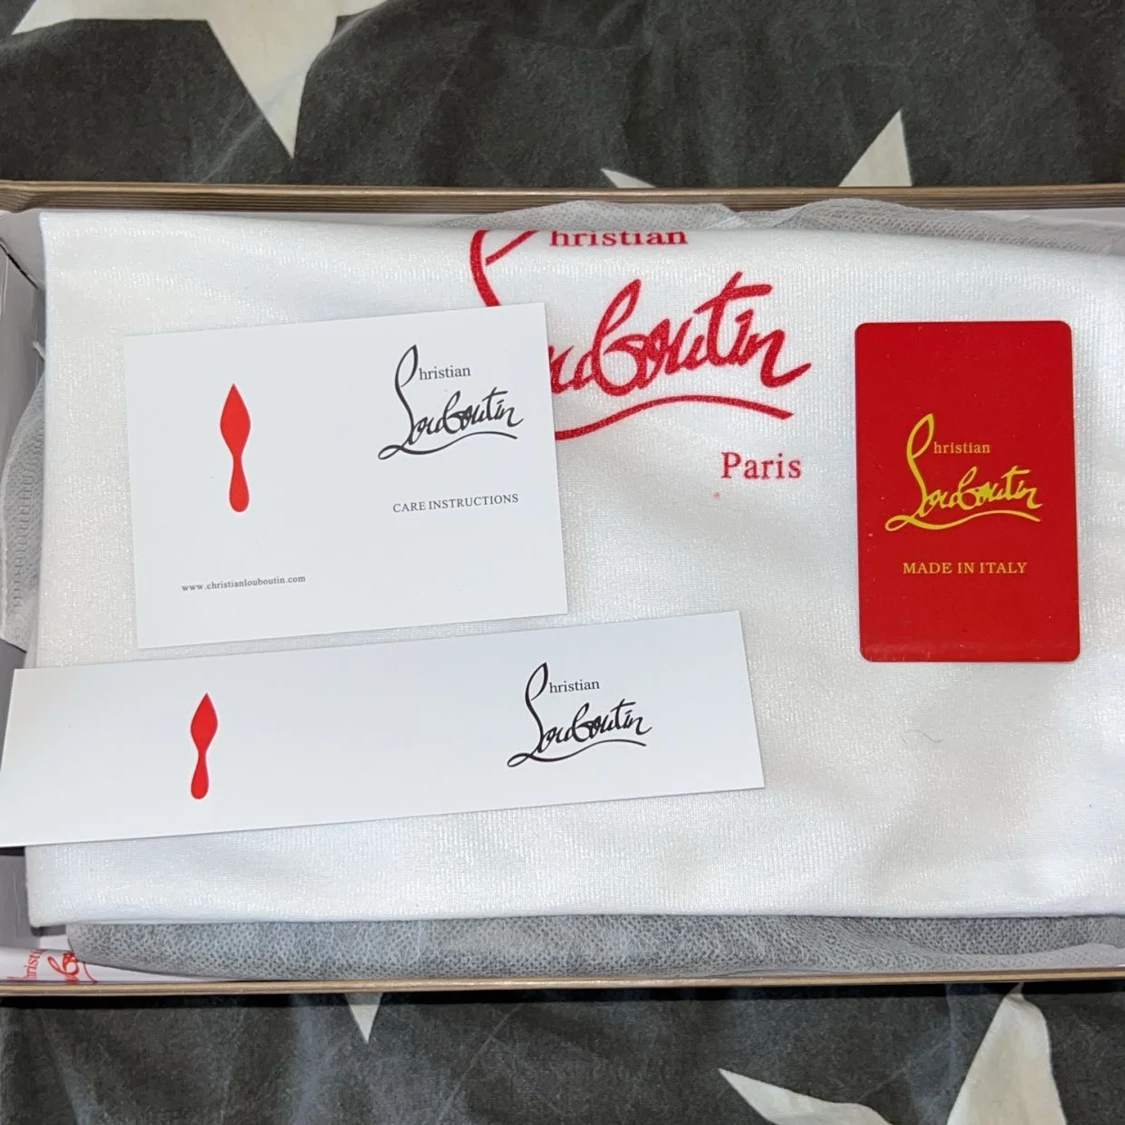 Christian
Louboutin
Paris
Christian
Louboutin
CARE INSTRUCTIONS
www.christianlouboutin.com
Christian
Louboutin
MADE IN ITALY
Christian
Louboutin